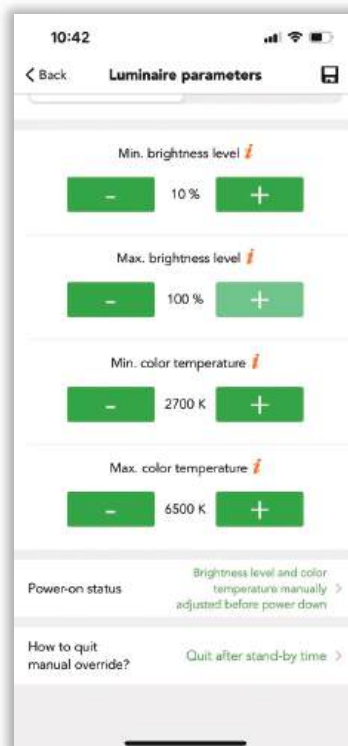 10:42
Back Luminaire parameters
Min. brightness level i
- 10 % +
Max. brightness level i
- 100 % +
Min. color temperature i
- 2700 K +
Max. color temperature i
- 6500 K +
Power-on status
Brightness level and color
temperature manually
adjusted before power down
How to quit
manual override?
Quit after stand-by time